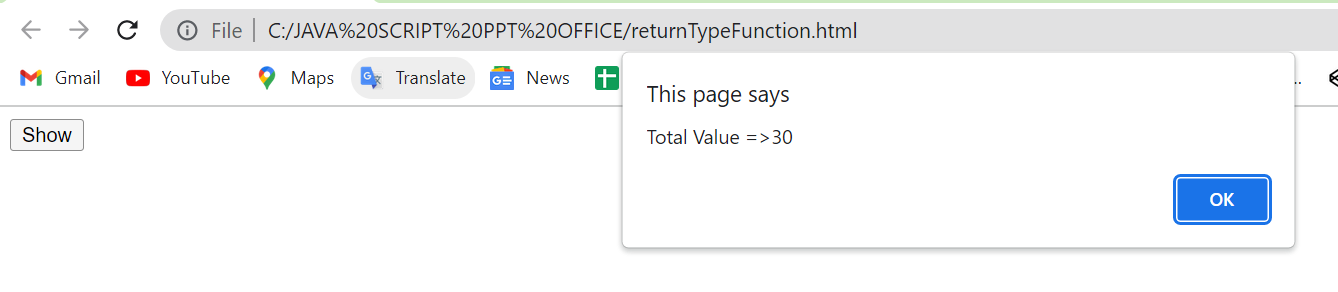 File | C:/JAVA%20SCRIPT%20PPT%20OFFICE/returnTypeFunction.html
Gmail YouTube Maps Translate News
This page says
Total Value =>30
OK
Show